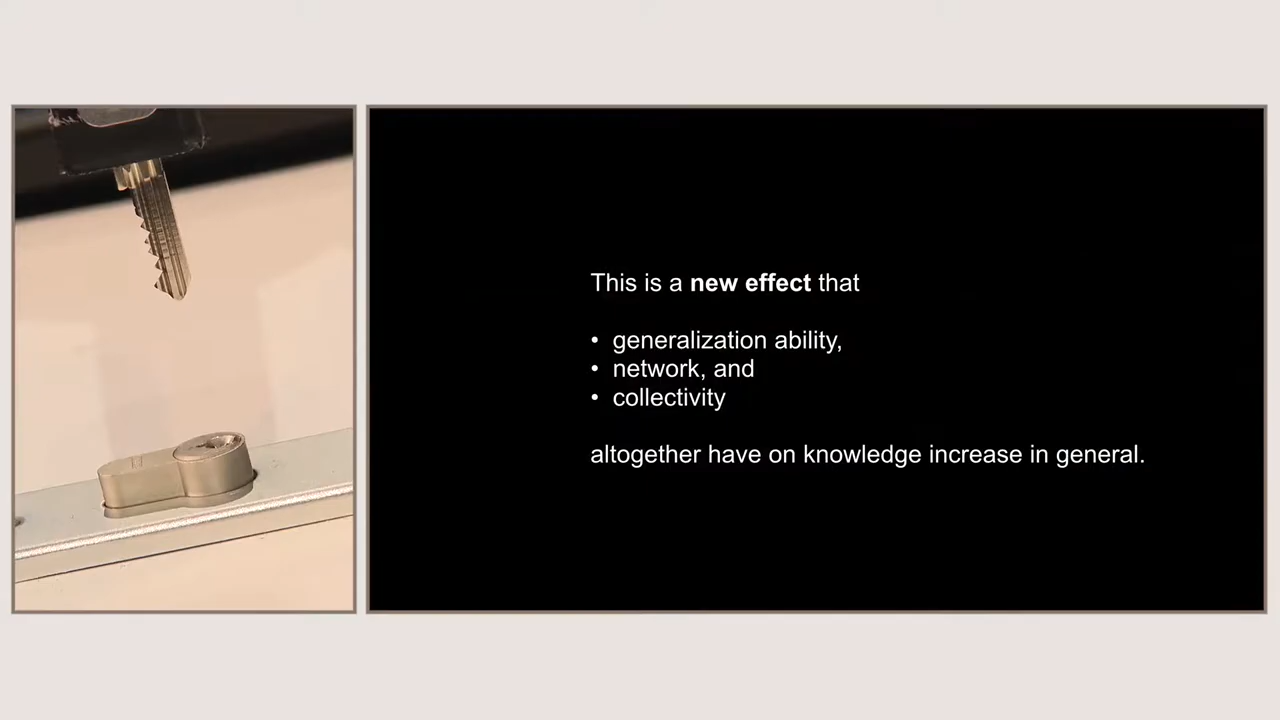 This is a new effect that
• generalization ability,
• network, and
• collectivity
altogether have on knowledge increase in general.